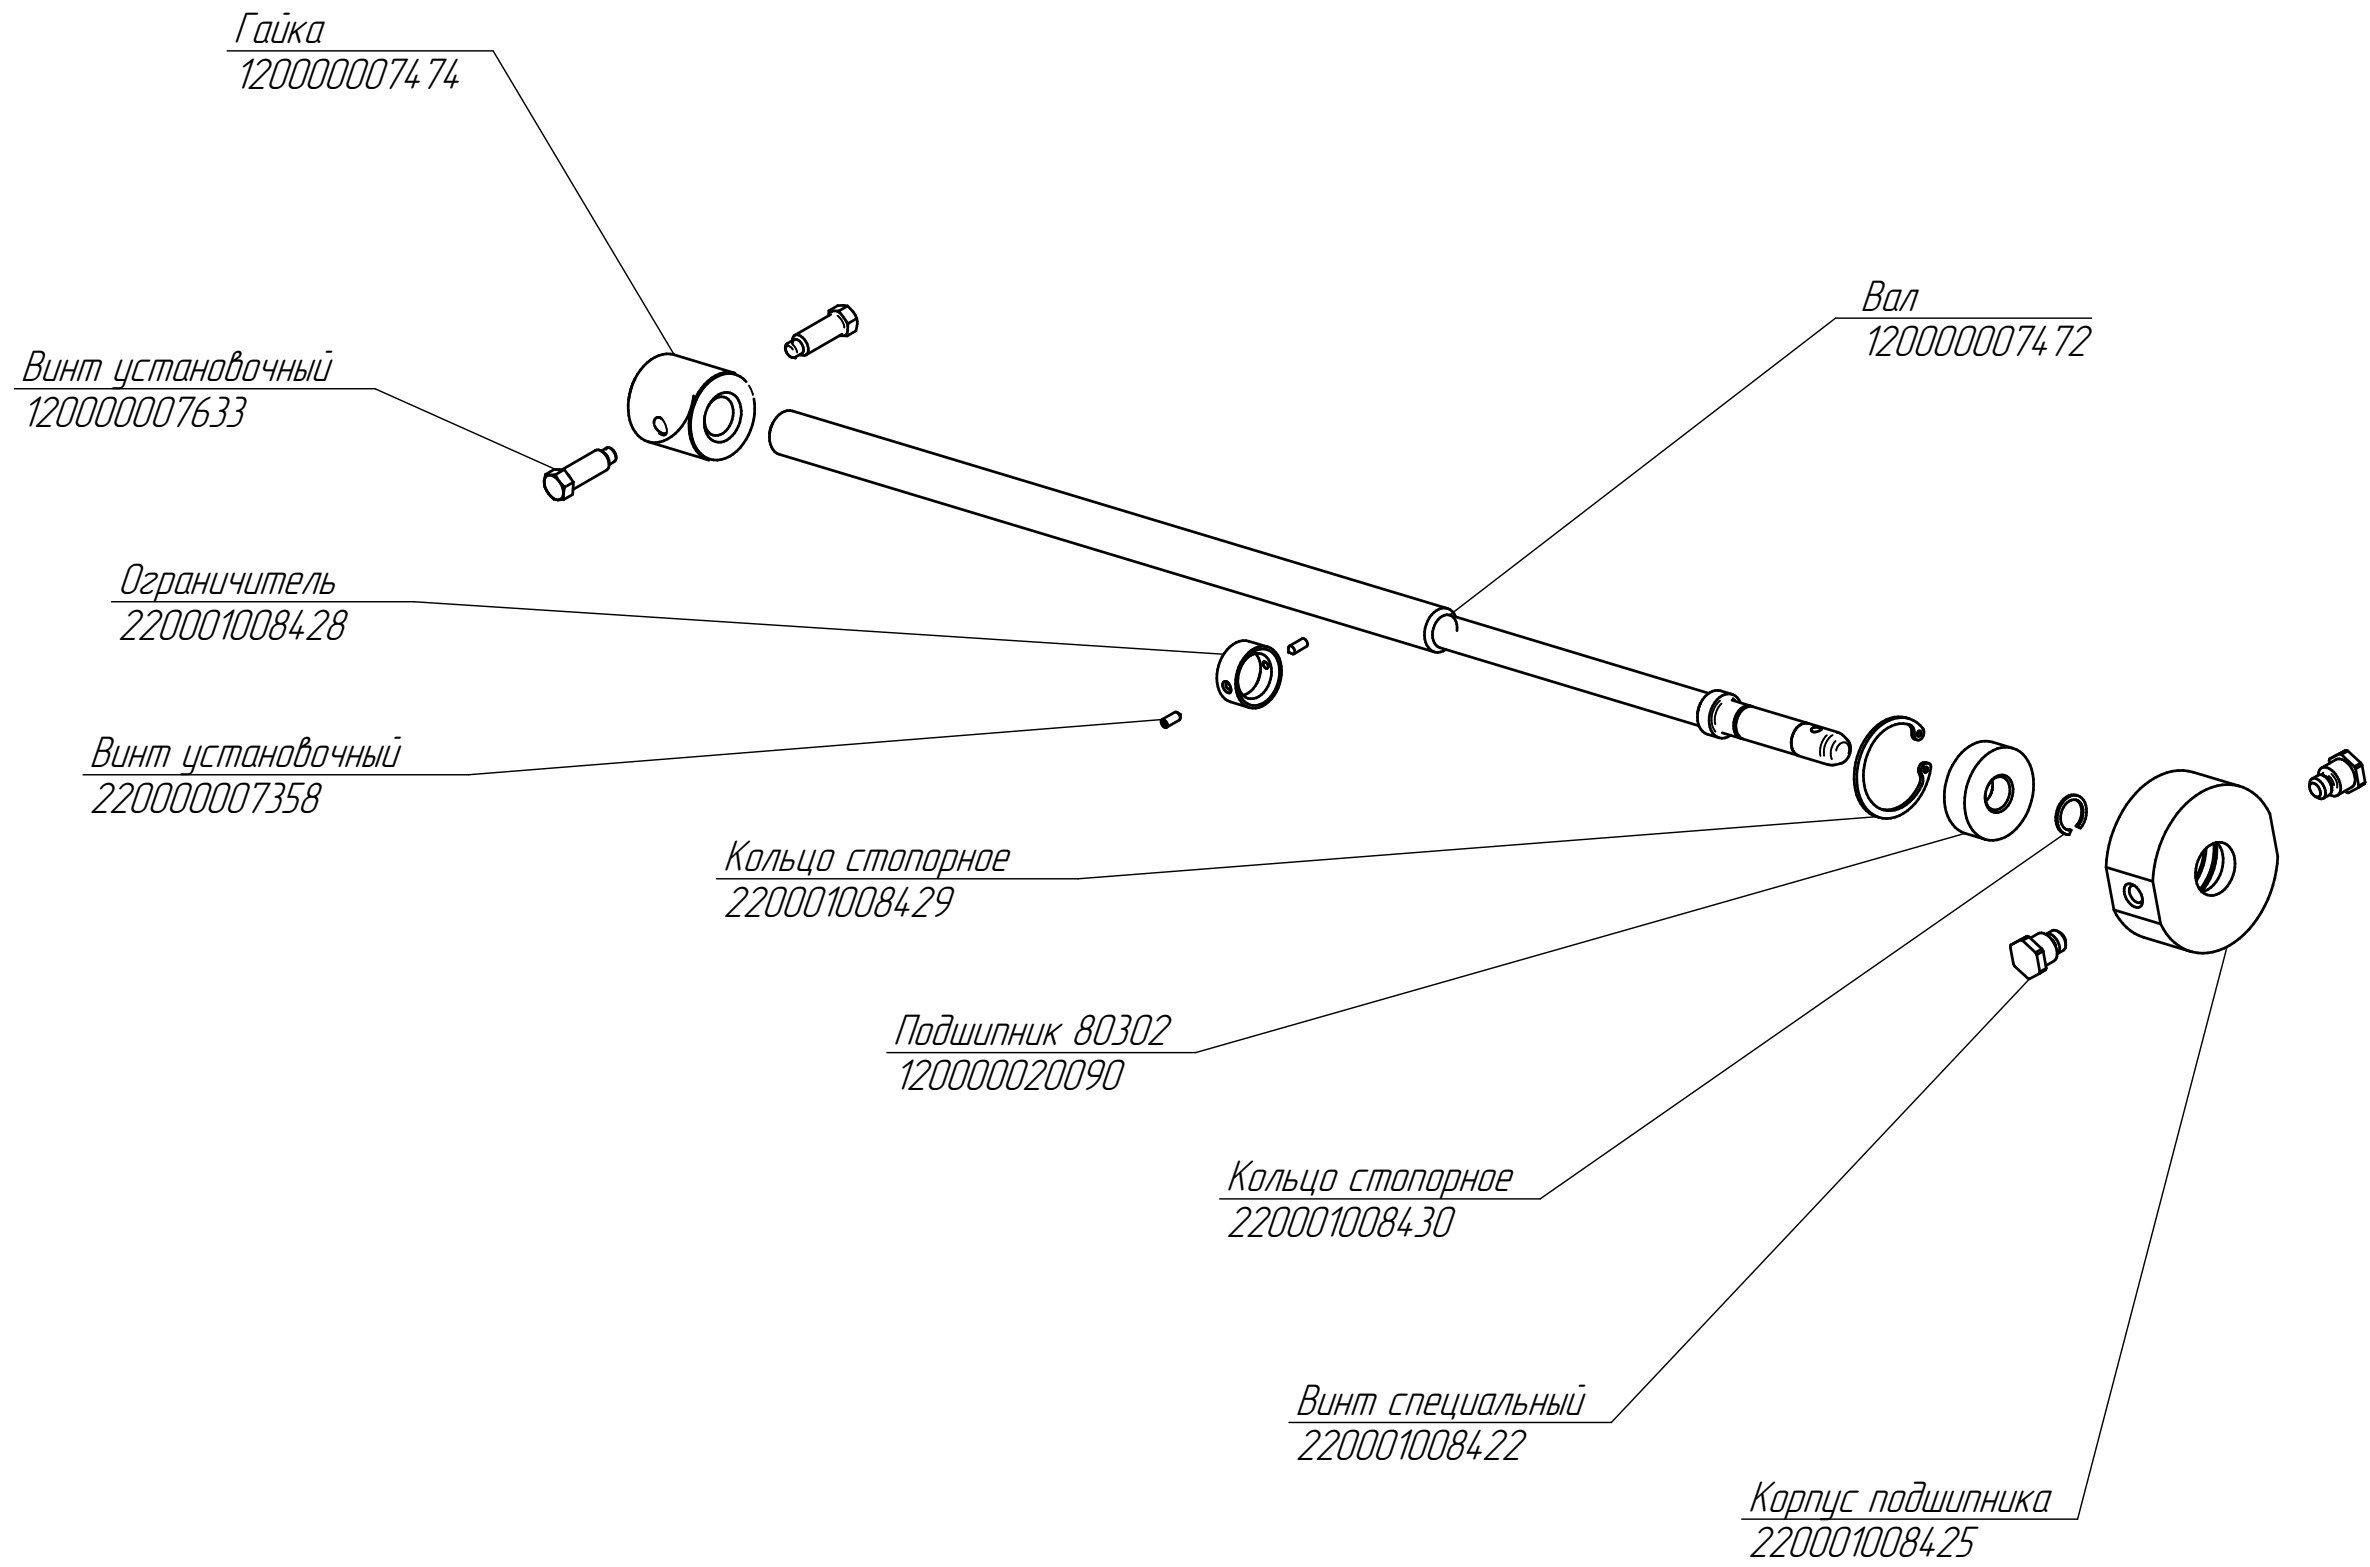 Гайка
120000007474
Вал
120000007472
Винт установочный
120000007633
Ограничитель
220001008428
Винт установочный
220000007358
Кольцо стопорное
220001008429
Подшипник 80302
120000020090
Кольцо стопорное
220001008430
Винт специальный
220001008422
Корпус подшипника
220001008425